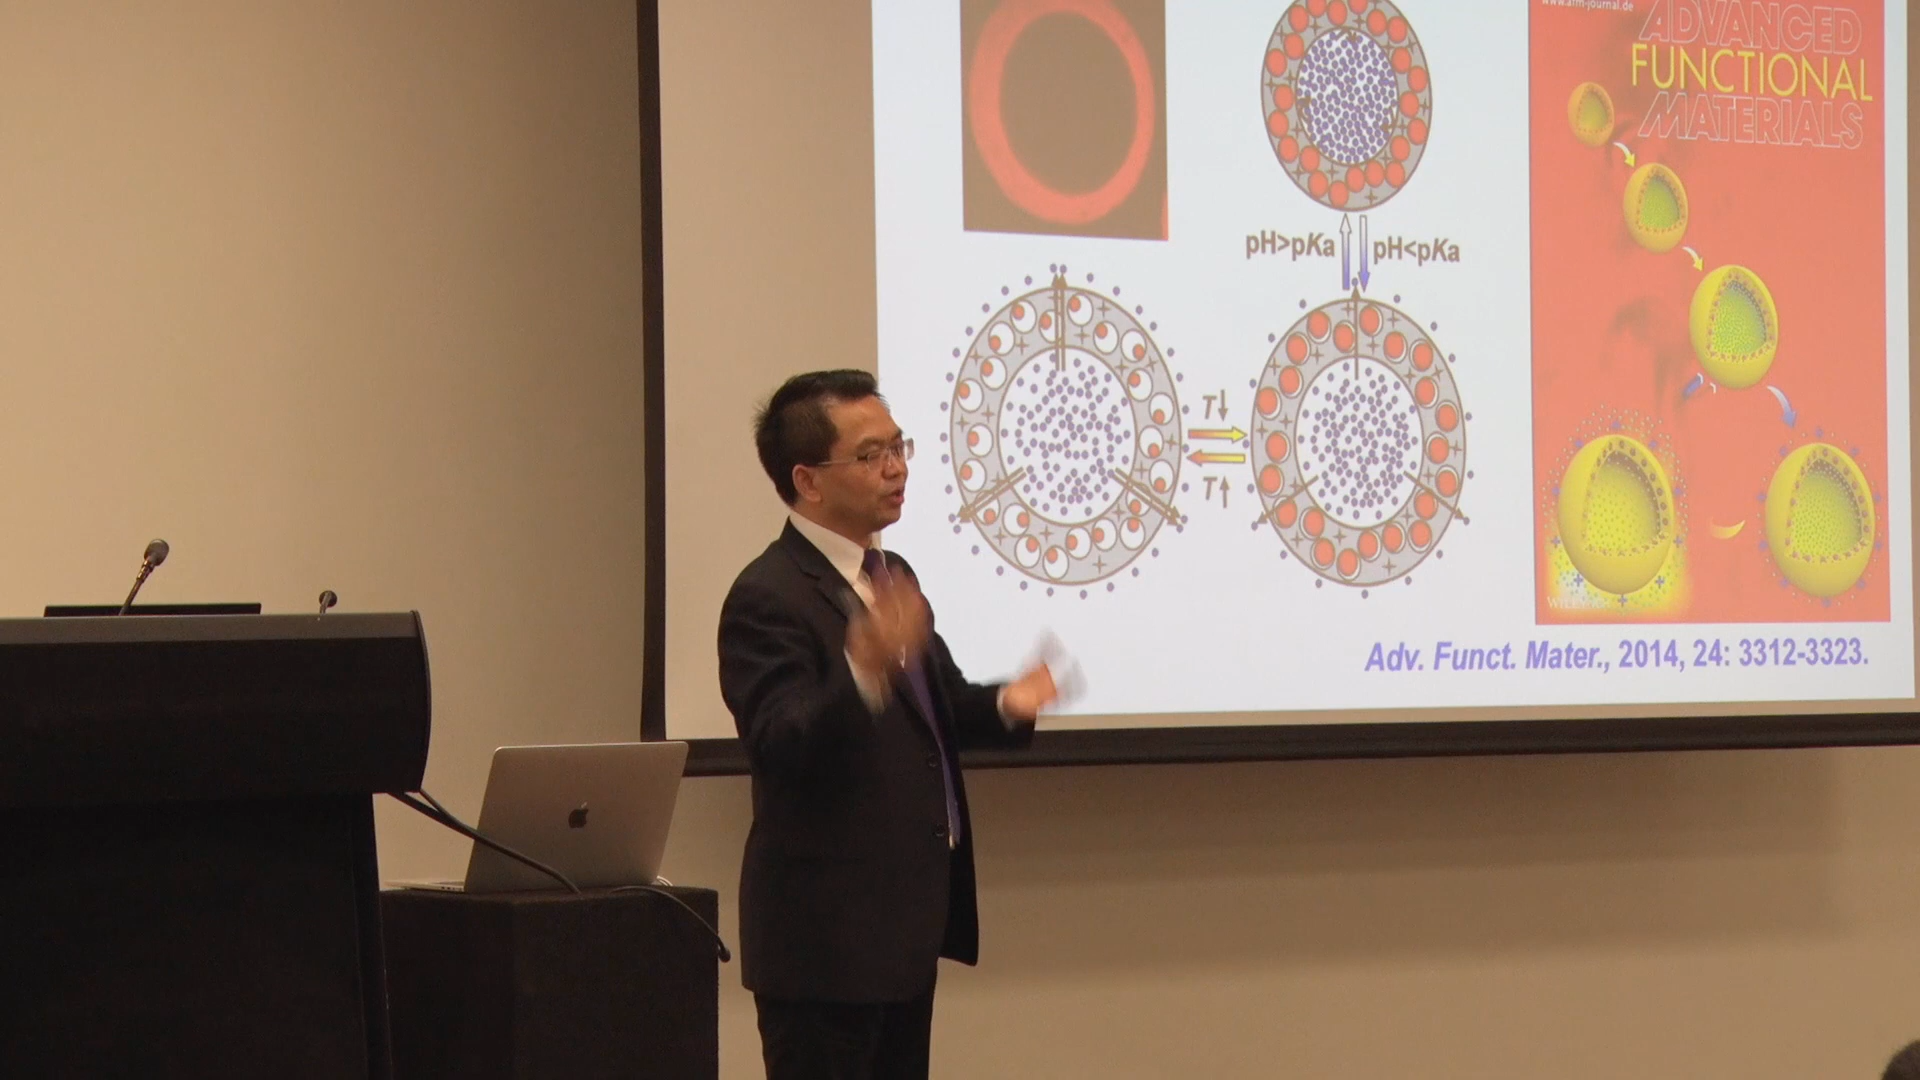 www.afm-journal.de
ADVANCED
FUNCTIONAL
MATERIALS
pH>pKa
pH<pKa
T↓
T↑
WILEY-VCH
Adv. Funct. Mater., 2014, 24: 3312-3323.